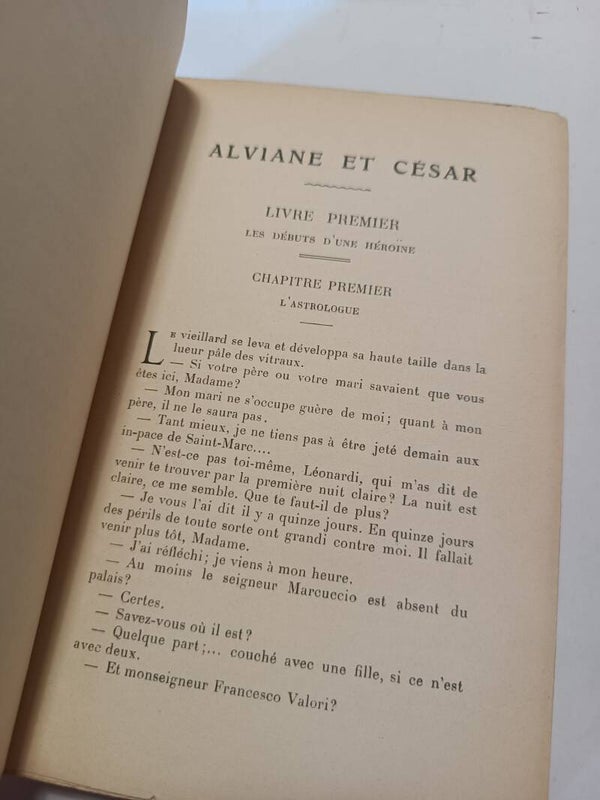 ALVIANE ET CÉSAR
LIVRE PREMIER
LES DÉBUTS D'UNE HÉROÏNE
CHAPITRE PREMIER
L'ASTROLOGUE
LE vieillard se leva et développa sa haute taille dans la
lueur pâle des vitraux.
— Si votre père ou votre mari savaient que vous
êtes ici, Madame?
— Mon mari ne s'occupe guère de moi; quant à mon
père, il ne le saura pas.
— Tant mieux, je ne tiens pas à être jeté demain aux
in-pace de Saint-Marc....
— N'est-ce pas toi-même, Léonardi, qui m'as dit de
venir te trouver par la première nuit claire? La nuit est
claire, ce me semble. Que te faut-il de plus?
— Je vous l'ai dit il y a quinze jours. En quinze jours
des périls de toute sorte ont grandi contre moi. Il fallait
venir plus tôt, Madame.
— J'ai réfléchi; je viens à mon heure.
— Au moins le seigneur Marcuccio est absent du
palais?
— Certes.
— Savez-vous où il est?
— Quelque part;... couché avec une fille, si ce n'est
avec deux.
— Et monseigneur Francesco Valori?